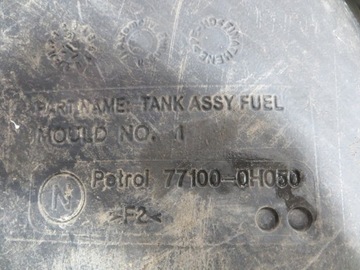 PART NAME: TANK ASSY FUEL
MOULD NO. 1
N Petrol 77100-0H050
>F2<